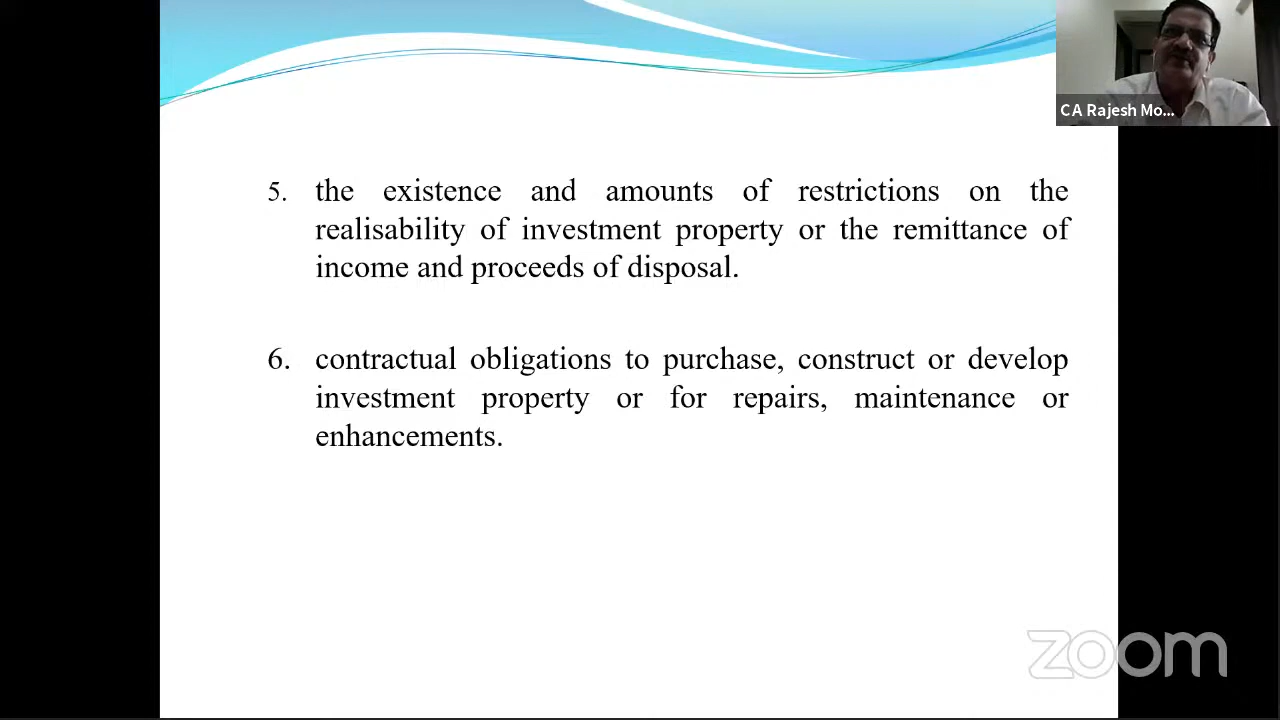 CA Rajesh Mo...
5. the existence and amounts of restrictions on the
realisability of investment property or the remittance of
income and proceeds of disposal.
6. contractual obligations to purchase, construct or develop
investment property or for repairs, maintenance or
enhancements.
zoom